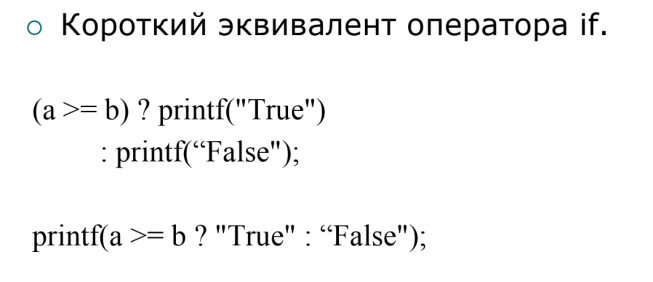 Короткий эквивалент оператора if.
(a >= b) ? printf("True")
: printf(“False");
printf(a >= b ? "True" : “False");